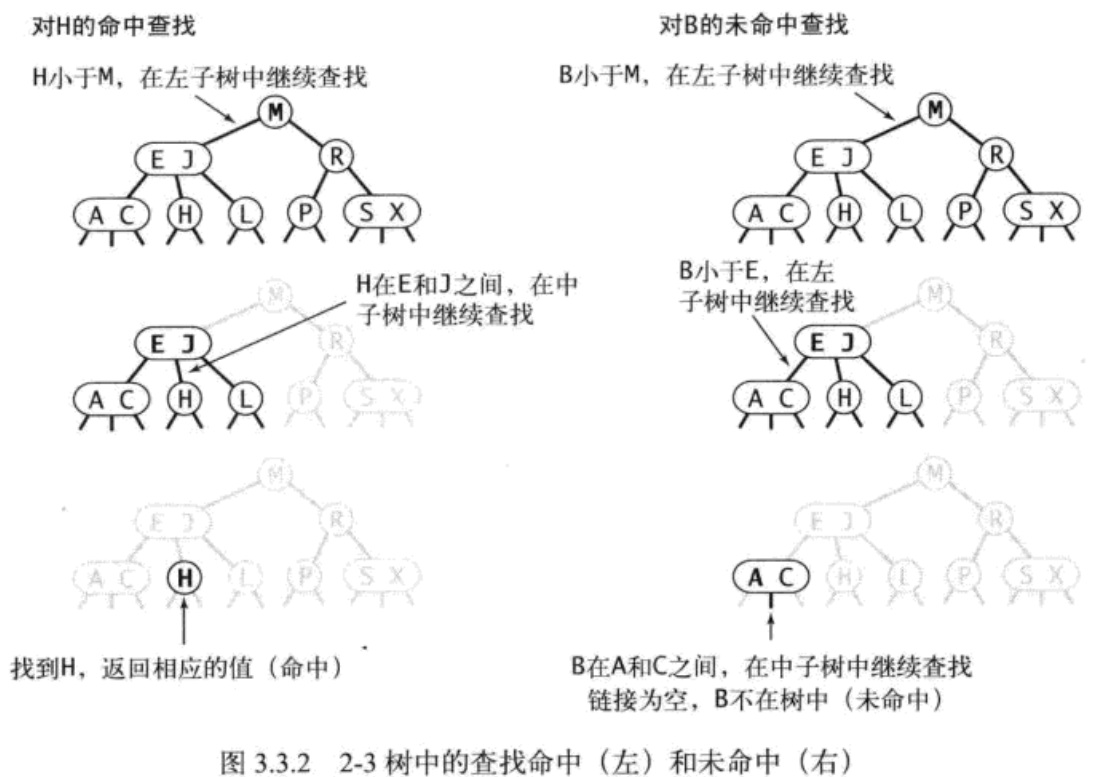 对H的命中查找
H小于M，在左子树中继续查找
M
E J
R
A C
H
L
P
S X
H在E和J之间，在中
子树中继续查找
M
E J
R
A C
H
L
P
S X
M
E J
R
A C
H
L
P
S X
找到H，返回相应的值（命中）
对B的未命中查找
B小于M，在左子树中继续查找
M
E J
R
A C
H
L
P
S X
B小于E，在左
子树中继续查找
M
E J
R
A C
H
L
P
S X
M
E J
R
A C
H
L
P
S X
B在A和C之间，在中子树中继续查找
链接为空，B不在树中（未命中）
图 3.3.2 2-3 树中的查找命中（左）和未命中（右）